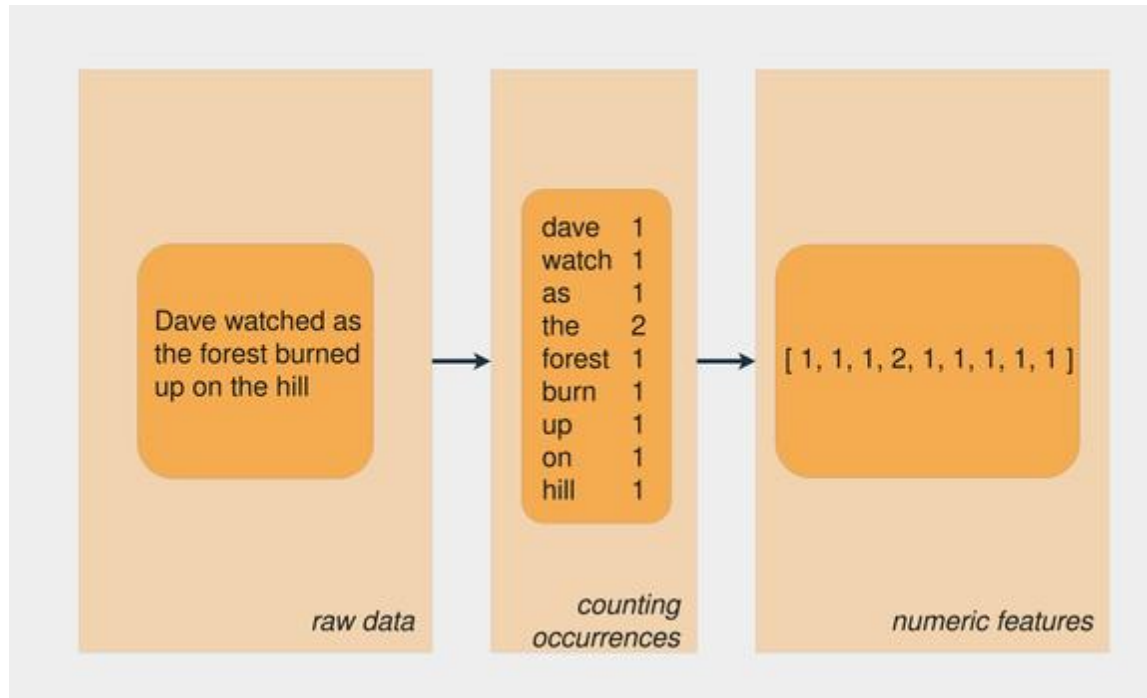 Dave watched as
the forest burned
up on the hill
raw data
dave 1
watch 1
as 1
the 2
forest 1
burn 1
up 1
on 1
hill 1
counting
occurrences
[ 1, 1, 1, 2, 1, 1, 1, 1, 1 ]
numeric features